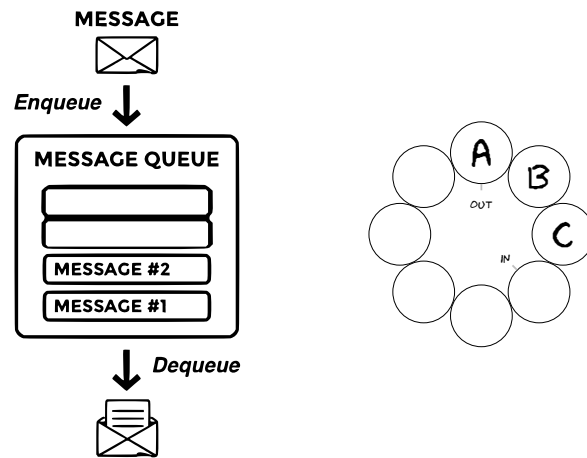 MESSAGE
Enqueue
MESSAGE QUEUE
MESSAGE #2
MESSAGE #1
Dequeue
A
B
OUT
C
IN